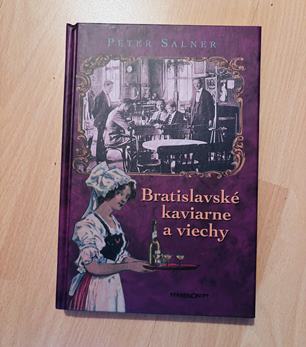 PETER SALNER
Bratislavské
kaviarne
a viechy